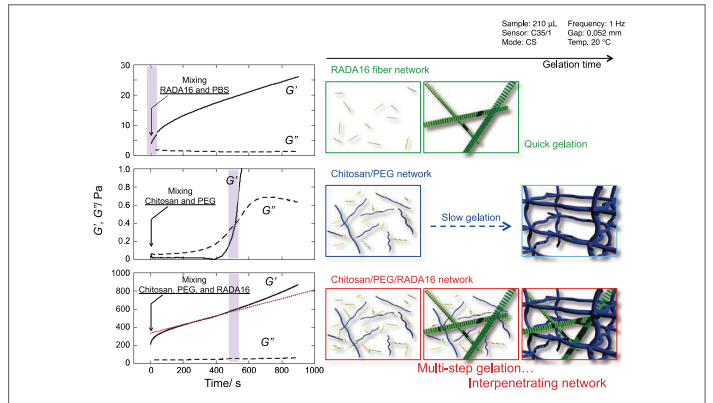 Sample: 210 µL Frequency: 1 Hz
Sensor: C35/1 Gap: 0.052 mm
Mode: CS Temp. 20 °C
Gelation time
30
20
10
0
Mixing
RADA16 and PBS
G'
G"
RADA16 fiber network
Quick gelation
G', G"/ Pa
1.0
0.8
0.6
0.4
0.2
0
Mixing
Chitosan and PEG
G'
G"
Chitosan/PEG network
Slow gelation
1000
800
600
400
200
0
Mixing
Chitosan, PEG, and RADA16
G'
G"
0 200 400 600 800 1000
Time/ s
Chitosan/PEG/RADA16 network
Multi-step gelation…
Interpenetrating network